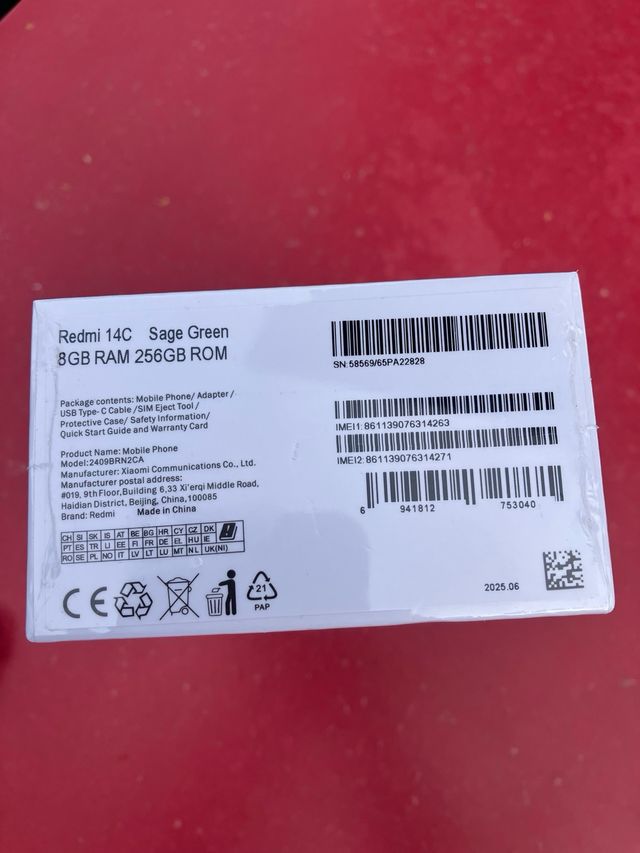 Redmi 14C Sage Green
8GB RAM 256GB ROM
Package contents: Mobile Phone/ Adapter /
USB Type- C Cable /SIM Eject Tool /
Protective Case/ Safety Information/
Quick Start Guide and Warranty Card
Product Name: Mobile Phone
Model:2409BRN2CA
Manufacturer: Xiaomi Communications Co., Ltd.
Manufacturer postal address:
#019, 9th Floor,Building 6,33 Xi'erqi Middle Road,
Haidian District, Beijing, China,100085
Brand: Redmi Made in China
CH SI SK IS AT BE BG HR CY CZ DK
PT ES TR LI EE FI FR DE EL HU IE
RO SE PL NO IT LV LT LU MT NL UK(NI)
CE
21
PAP
SN:58569/65PA22828
IMEI1:861139076314263
IMEI2:861139076314271
6 941812 753040
2025.06